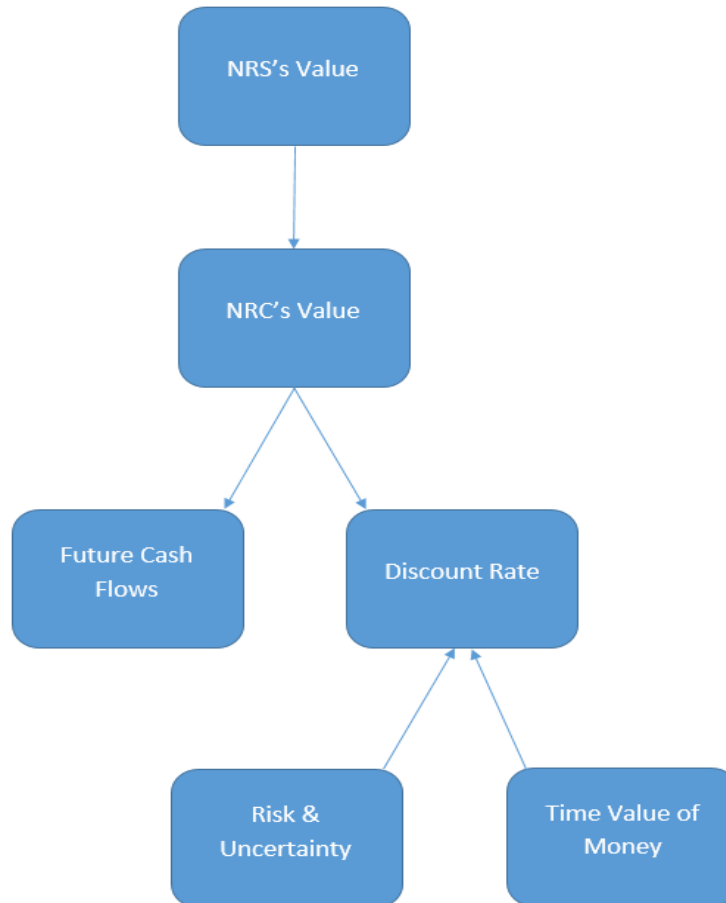 NRS’s Value
NRC’s Value
Future Cash
Flows
Discount Rate
Risk &
Uncertainty
Time Value of
Money